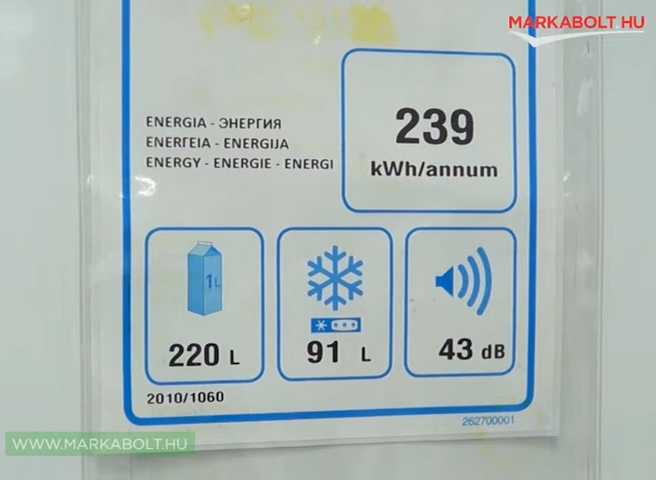 MARKABOLT.HU
ENERGIA - ЭНЕРГИЯ
ΕΝΕΡΓΕΙΑ - ENERGIJA
ENERGY - ENERGIE - ENERGI
239
kWh/annum
1L
220 L
91 L
43 dB
2010/1060
262700001
WWW.MARKABOLT.HU